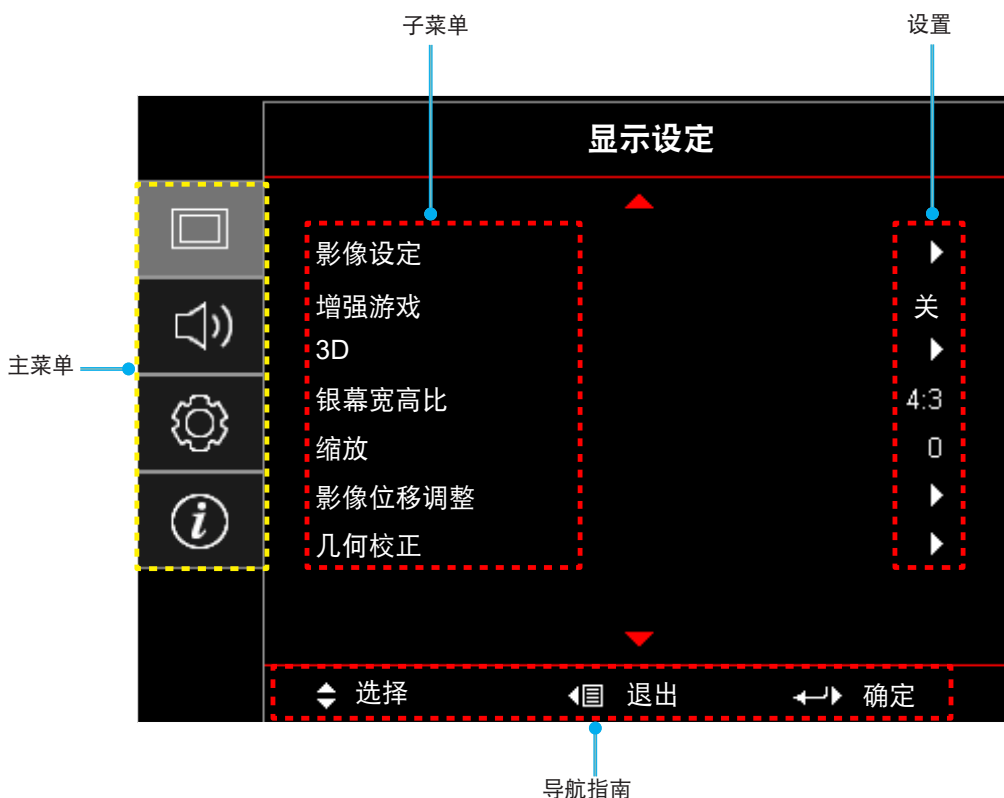 子菜单 设置
显示设定
影像设定
增强游戏 关
3D
主菜单
银幕宽高比 4:3
缩放 0
影像位移调整
几何校正
选择 退出 确定
导航指南